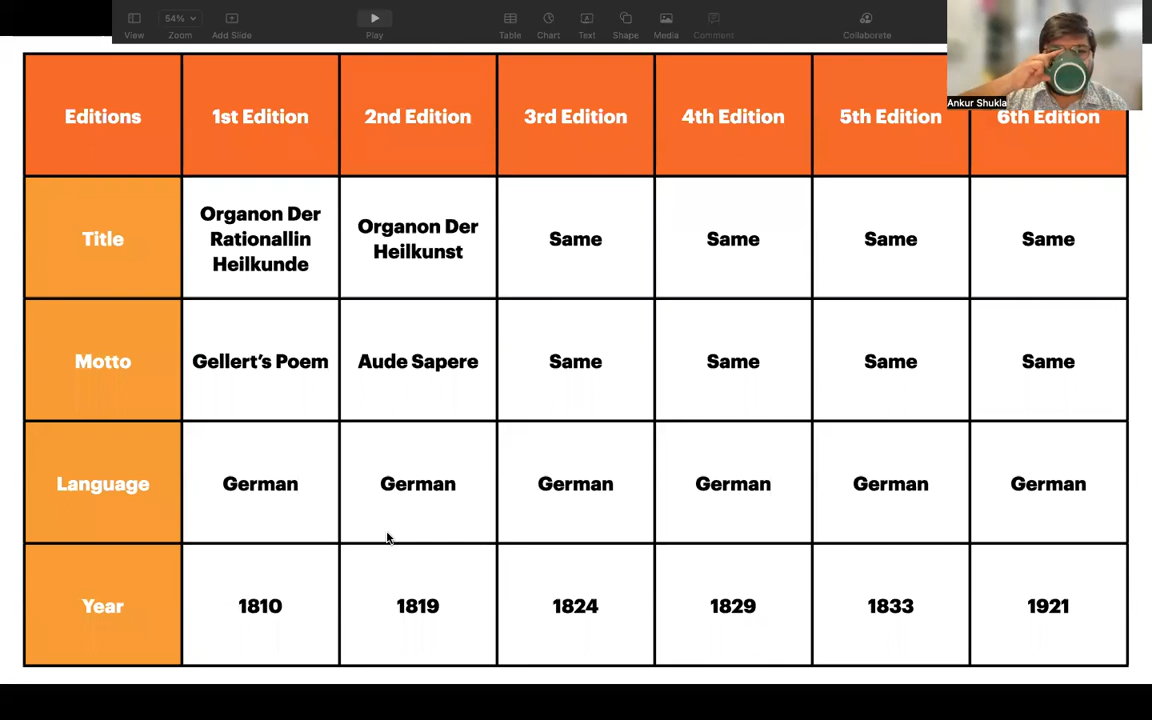 54%
View
Zoom
Add Slide
Play
Table
Chart
Text
Shape
Media
Comment
Collaborate
Ankur Shukla
Editions
1st Edition
2nd Edition
3rd Edition
4th Edition
5th Edition
6th Edition
Title
Organon Der
Rationallin
Heilkunde
Organon Der
Heilkunst
Same
Same
Same
Same
Motto
Gellert's Poem
Aude Sapere
Same
Same
Same
Same
Language
German
German
German
German
German
German
Year
1810
1819
1824
1829
1833
1921